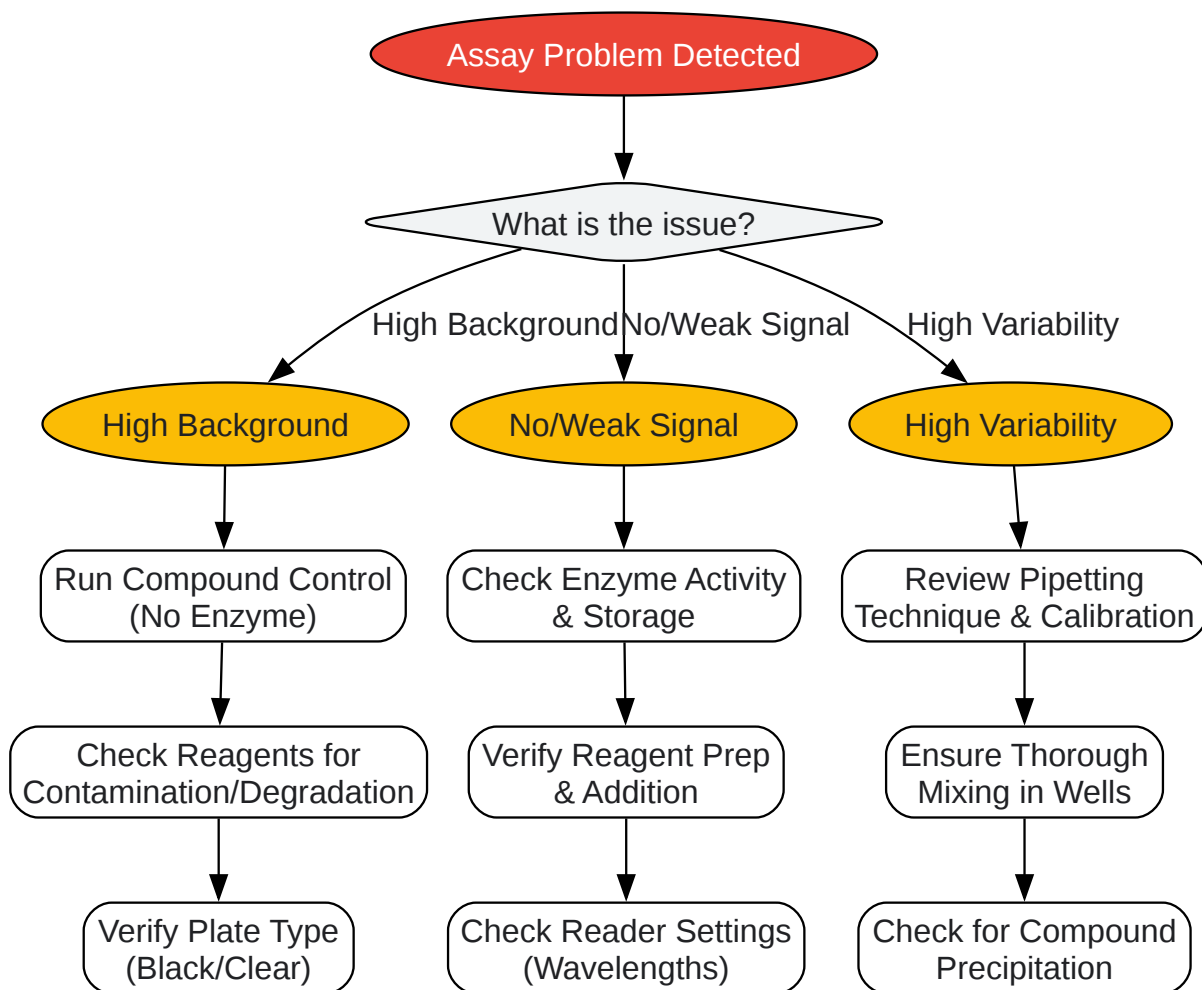 Assay Problem Detected
What is the issue?
High Background
No/Weak Signal
High Variability
High Background
No/Weak Signal
High Variability
Run Compound Control
(No Enzyme)
Check Enzyme Activity
& Storage
Review Pipetting
Technique & Calibration
Check Reagents for
Contamination/Degradation
Verify Reagent Prep
& Addition
Ensure Thorough
Mixing in Wells
Verify Plate Type
(Black/Clear)
Check Reader Settings
(Wavelengths)
Check for Compound
Precipitation